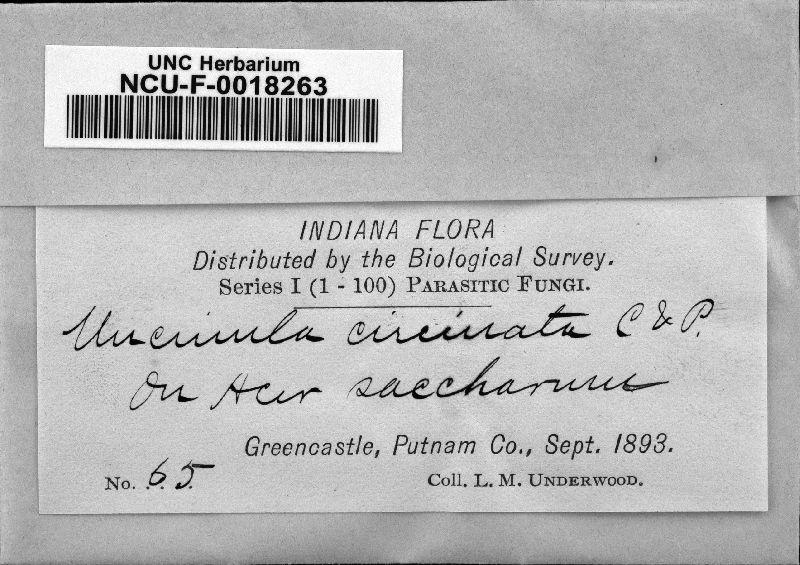 UNC Herbarium
NCU-F-0018263
INDIANA FLORA
Distributed by the Biological Survey.
Series I (1 - 100) PARASITIC FUNGI.
Uncinula circinata C & P.
On Acer saccharum
Greencastle, Putnam Co., Sept. 1893.
No. 65
Coll. L. M. UNDERWOOD.